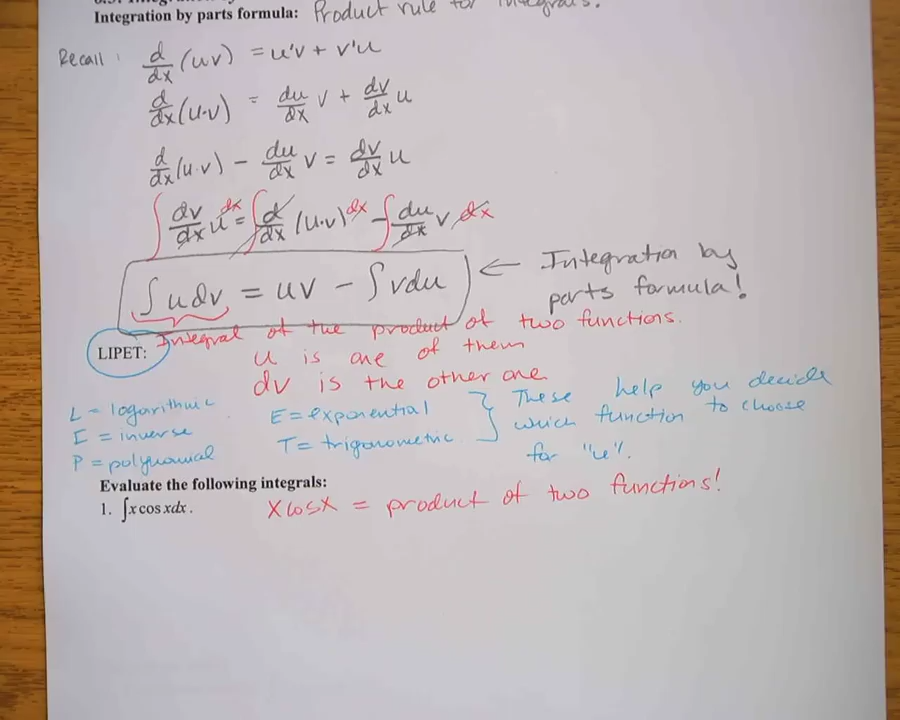 Integration by parts formula: Product rule for integrals.
Recall: d/dx (uv) = u'v + v'u
d/dx (u·v) = du/dx v + dv/dx u
d/dx (u·v) - du/dx v = dv/dx u
∫ dv/dx u dx = ∫ d/dx (u·v) dx - ∫ du/dx v dx
∫ u dv = uv - ∫ v du ← Integration by
parts formula!
Integral of the product of two functions.
LIPET: u is one of them
dv is the other one
L = logarithmic E = exponential } These help you decide
I = inverse T = trigonometric which function to choose
P = polynomial for "u".
Evaluate the following integrals:
1. ∫ x cos x dx . x cos x = product of two functions!